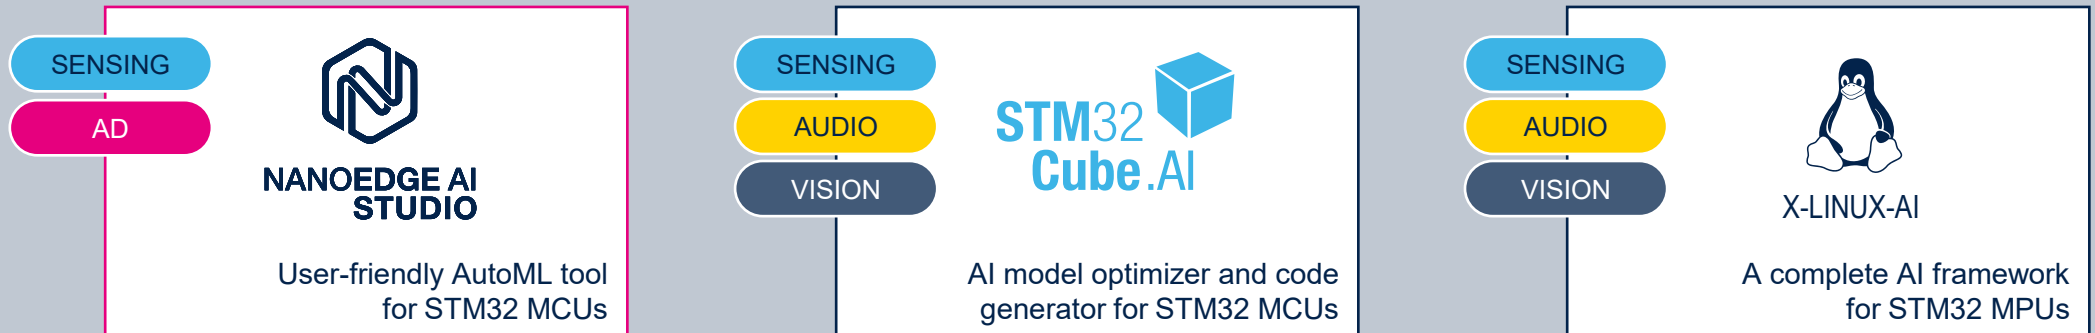 SENSING
AD
NANOEDGE AI
STUDIO
User-friendly AutoML tool
for STM32 MCUs
SENSING
AUDIO
VISION
STM32
Cube.AI
AI model optimizer and code
generator for STM32 MCUs
SENSING
AUDIO
VISION
X-LINUX-AI
A complete AI framework
for STM32 MPUs